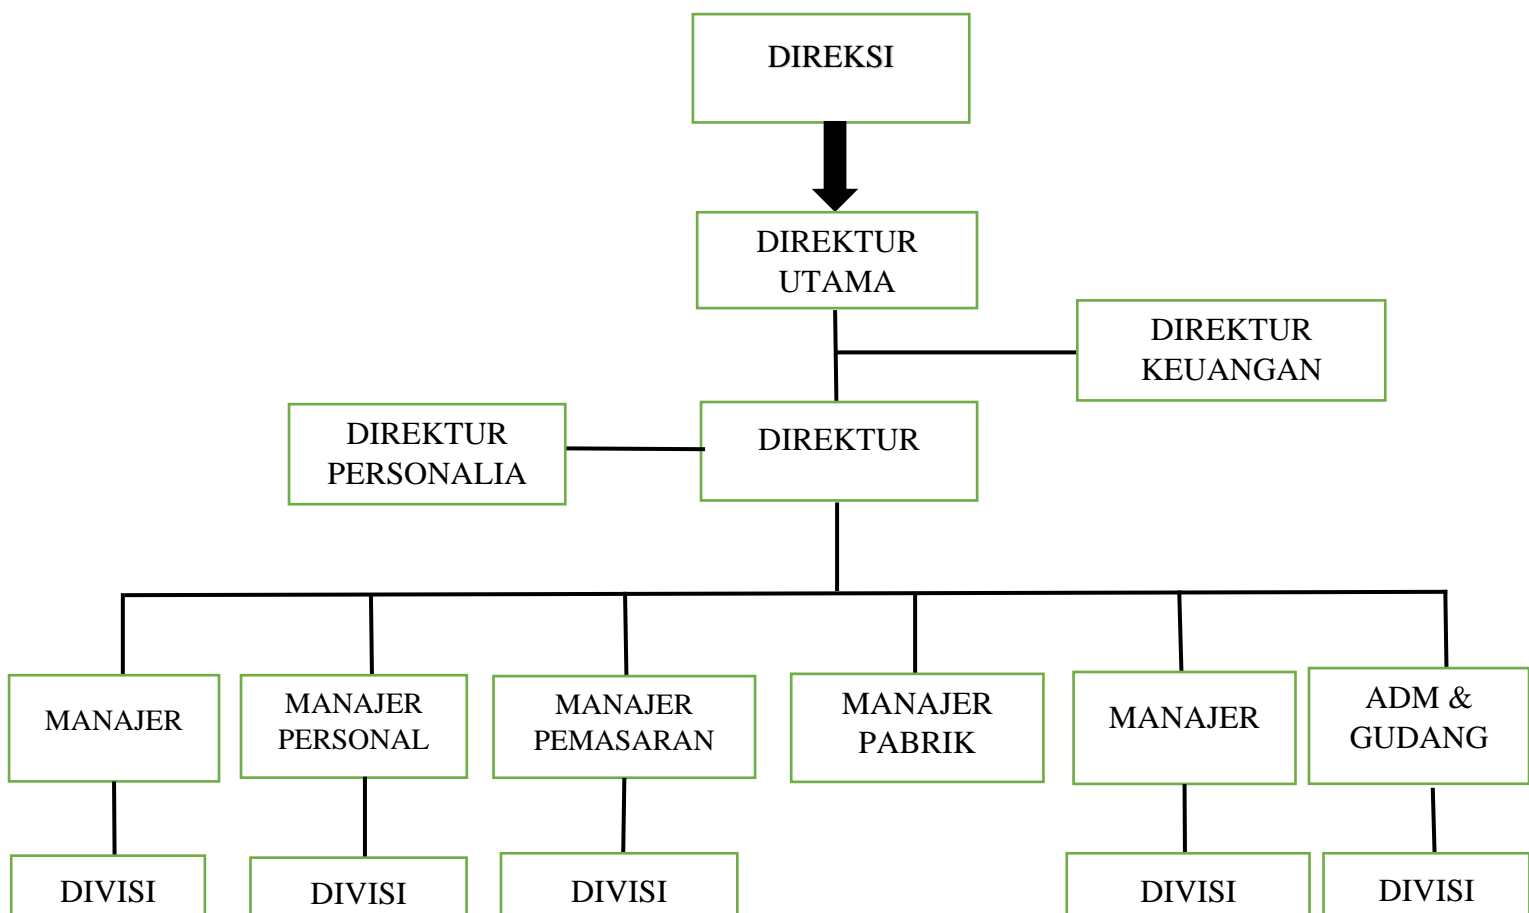 DIREKSI
DIREKTUR
UTAMA
DIREKTUR
KEUANGAN
DIREKTUR
PERSONALIA
DIREKTUR
MANAJER
MANAJER
PERSONAL
MANAJER
PEMASARAN
MANAJER
PABRIK
MANAJER
ADM &
GUDANG
DIVISI
DIVISI
DIVISI
DIVISI
DIVISI